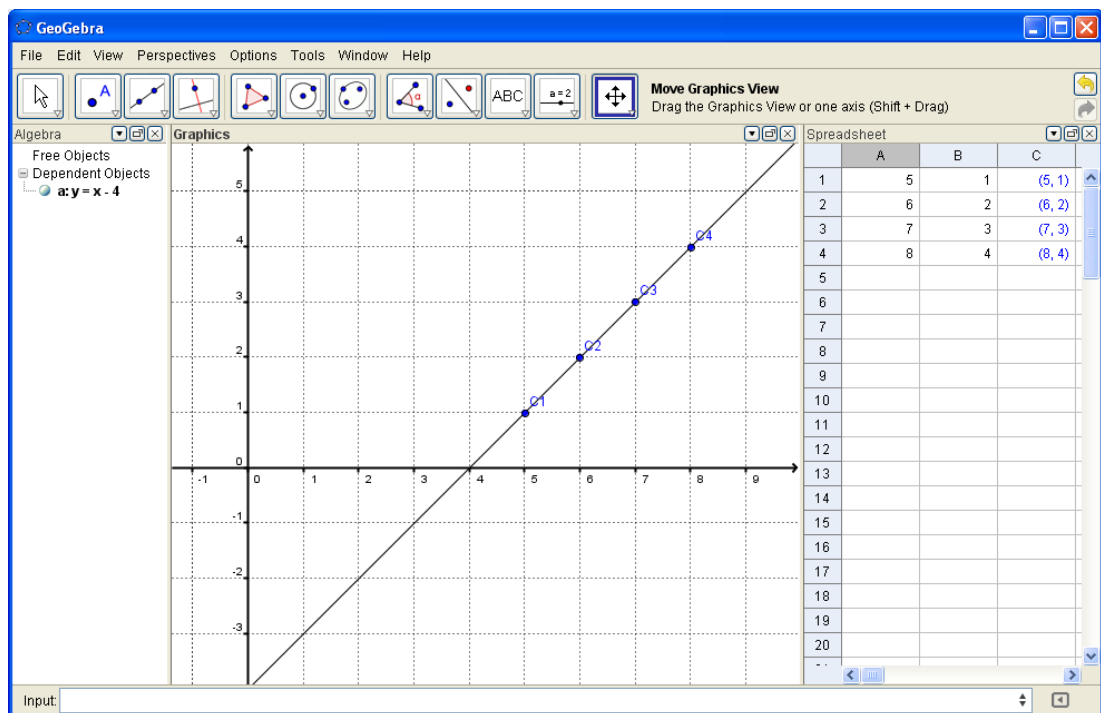 GeoGebra
File Edit View Perspectives Options Tools Window Help
A
α
ABC
a=2
Move Graphics View
Drag the Graphics View or one axis (Shift + Drag)
Algebra
Graphics
Spreadsheet
Free Objects
Dependent Objects
a: y = x - 4
5
4
3
2
1
0
-1
-2
-3
-1 0 1 2 3 4 5 6 7 8 9
C4
C3
C2
C1
A B C
1 5 1 (5, 1)
2 6 2 (6, 2)
3 7 3 (7, 3)
4 8 4 (8, 4)
5
6
7
8
9
10
11
12
13
14
15
16
17
18
19
20
Input: